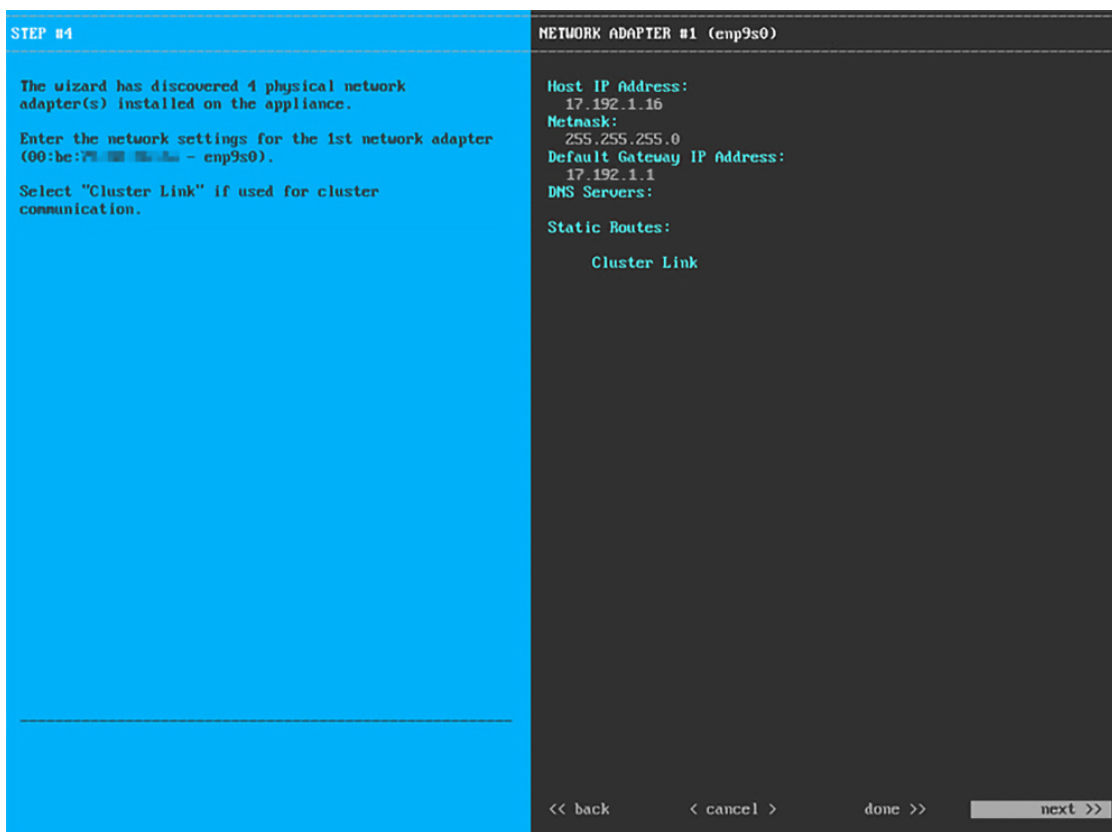 STEP #4
The wizard has discovered 4 physical network
adapter(s) installed on the appliance.
Enter the network settings for the 1st network adapter
(00:be: - enp9s0).
Select "Cluster Link" if used for cluster
communication.
NETWORK ADAPTER #1 (enp9s0)
Host IP Address:
17.192.1.16
Netmask:
255.255.255.0
Default Gateway IP Address:
17.192.1.1
DNS Servers:
Static Routes:
Cluster Link
<< back < cancel > done >> next >>